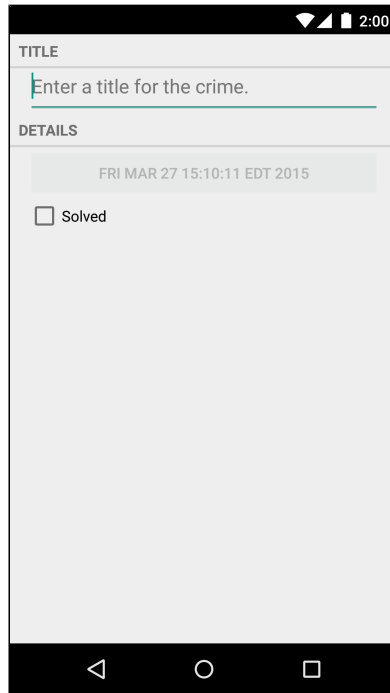 2:00
TITLE
Enter a title for the crime.
DETAILS
FRI MAR 27 15:10:11 EDT 2015
Solved